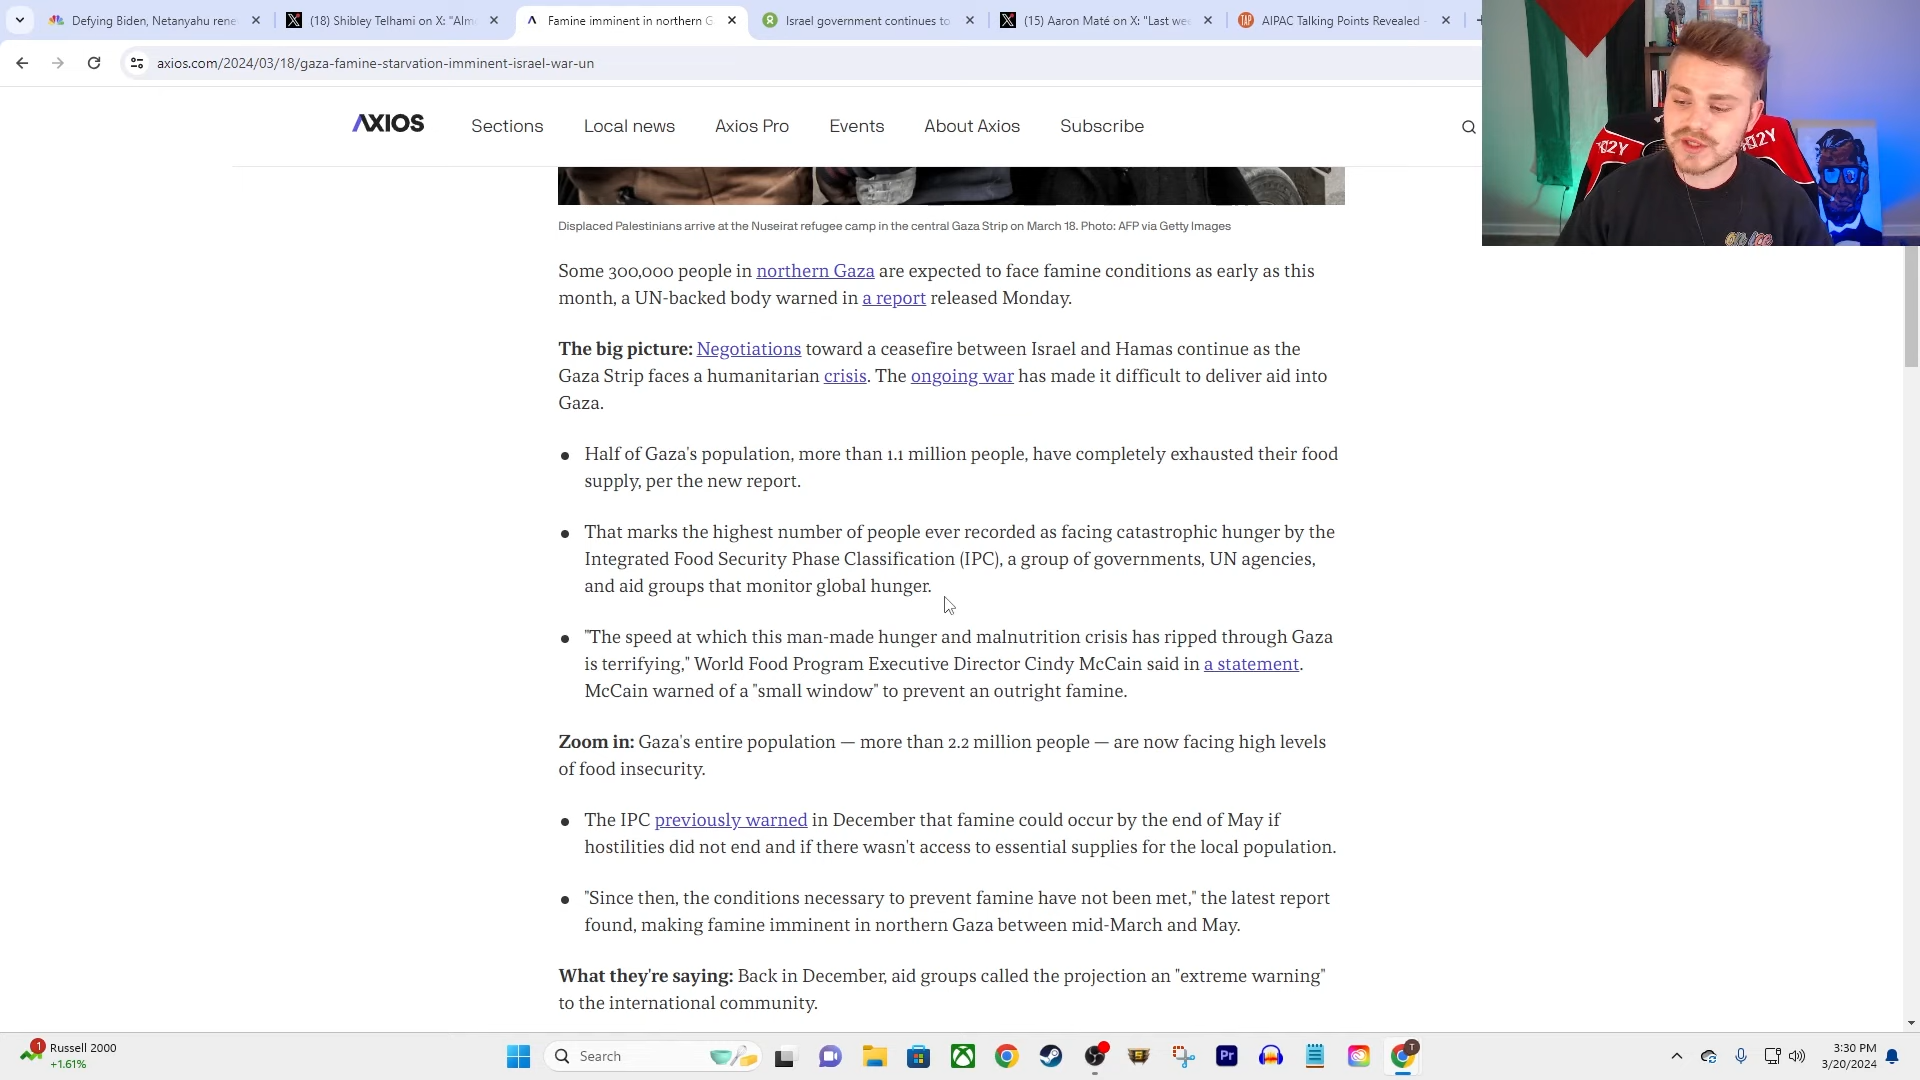 Defying Biden, Netanyahu rene
(18) Shibley Telhami on X: "Alm
Famine imminent in northern G
Israel government continues to
(15) Aaron Maté on X: "Last we
AIPAC Talking Points Revealed -
axios.com/2024/03/18/gaza-famine-starvation-imminent-israel-war-un
AXIOS
Sections
Local news
Axios Pro
Events
About Axios
Subscribe
Displaced Palestinians arrive at the Nuseirat refugee camp in the central Gaza Strip on March 18. Photo: AFP via Getty Images
Some 300,000 people in northern Gaza are expected to face famine conditions as early as this
month, a UN-backed body warned in a report released Monday.
The big picture: Negotiations toward a ceasefire between Israel and Hamas continue as the
Gaza Strip faces a humanitarian crisis. The ongoing war has made it difficult to deliver aid into
Gaza.
Half of Gaza's population, more than 1.1 million people, have completely exhausted their food
supply, per the new report.
That marks the highest number of people ever recorded as facing catastrophic hunger by the
Integrated Food Security Phase Classification (IPC), a group of governments, UN agencies,
and aid groups that monitor global hunger.
"The speed at which this man-made hunger and malnutrition crisis has ripped through Gaza
is terrifying," World Food Program Executive Director Cindy McCain said in a statement.
McCain warned of a "small window" to prevent an outright famine.
Zoom in: Gaza's entire population — more than 2.2 million people — are now facing high levels
of food insecurity.
The IPC previously warned in December that famine could occur by the end of May if
hostilities did not end and if there wasn't access to essential supplies for the local population.
"Since then, the conditions necessary to prevent famine have not been met," the latest report
found, making famine imminent in northern Gaza between mid-March and May.
What they're saying: Back in December, aid groups called the projection an "extreme warning"
to the international community.
1
Russell 2000
+1.61%
Search
Pr
T
3:30 PM
3/20/2024